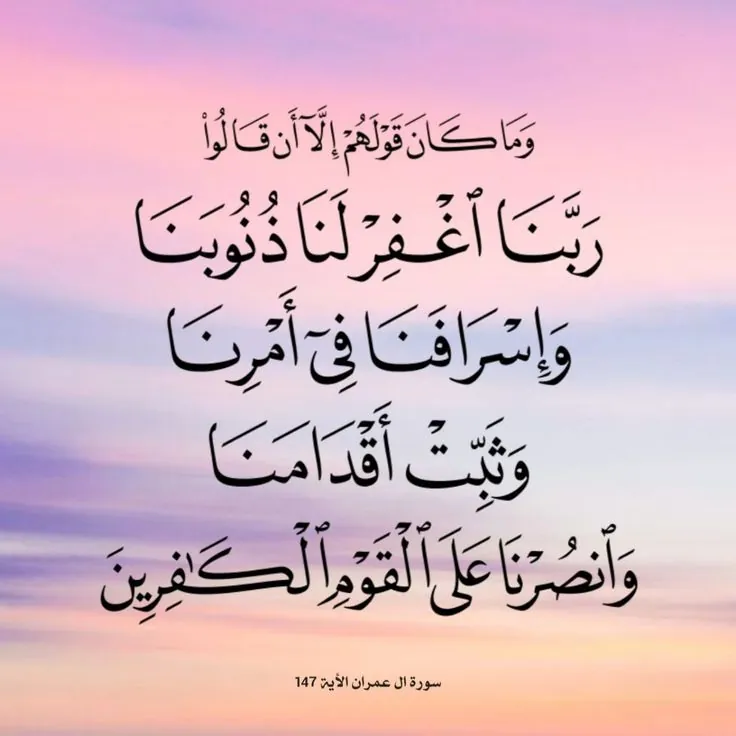 وَمَا كَانَ قَوْلَهُمْ إِلَّآ أَن قَالُوا۟
رَبَّنَا ٱغْفِرْ لَنَا ذُنُوبَنَا
وَإِسْرَافَنَا فِىٓ أَمْرِنَا
وَثَبِّتْ أَقْدَامَنَا
وَٱنصُرْنَا عَلَى ٱلْقَوْمِ ٱلْكَـٰفِرِينَ
سورة ال عمران الأية 147